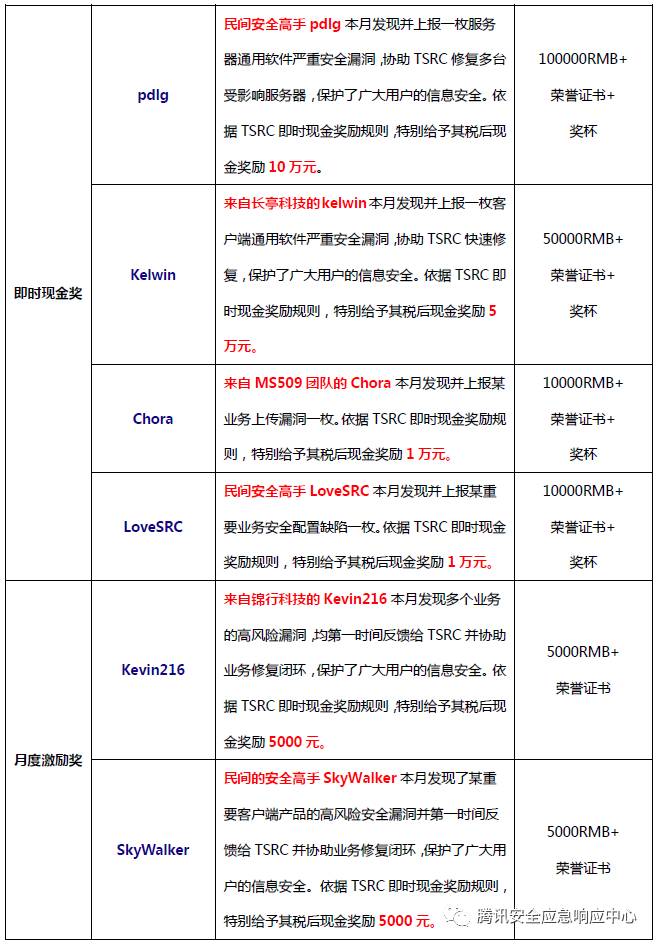 即时现金奖
pdlg
民间安全高手 pdlg 本月发现并上报一枚服务
器通用软件严重安全漏洞，协助 TSRC 修复多台
受影响服务器，保护了广大用户的信息安全。依
据 TSRC 即时现金奖励规则，特别给予其税后现
金奖励 10 万元。
100000RMB+
荣誉证书+
奖杯
Kelwin
来自长亭科技的 kelwin 本月发现并上报一枚客
户端通用软件严重安全漏洞，协助 TSRC 快速修
复，保护了广大用户的信息安全。依据 TSRC 即
时现金奖励规则，特别给予其税后现金奖励 5
万元。
50000RMB+
荣誉证书+
奖杯
Chora
来自 MS509 团队的 Chora 本月发现并上报某
业务上传漏洞一枚。依据 TSRC 即时现金奖励规
则，特别给予其税后现金奖励 1 万元。
10000RMB+
荣誉证书+
奖杯
LoveSRC
民间安全高手 LoveSRC 本月发现并上报某重
要业务安全配置缺陷一枚。依据 TSRC 即时现金
奖励规则，特别给予其税后现金奖励 1 万元。
10000RMB+
荣誉证书+
奖杯
月度激励奖
Kevin216
来自锦行科技的 Kevin216 本月发现多个业务
的高风险漏洞，均第一时间反馈给 TSRC 并协助
业务修复闭环，保护了广大用户的信息安全。依
据 TSRC 即时现金奖励规则，特别给予其税后现
金奖励 5000 元。
5000RMB+
荣誉证书
SkyWalker
民间的安全高手 SkyWalker 本月发现了某重
要客户端产品的高风险安全漏洞并第一时间反
馈给 TSRC 并协助业务修复闭环，保护了广大用
户的信息安全。依据 TSRC 即时现金奖励规则，
特别给予其税后现金奖励 5000 元。
5000RMB+
荣誉证书
腾讯安全应急响应中心